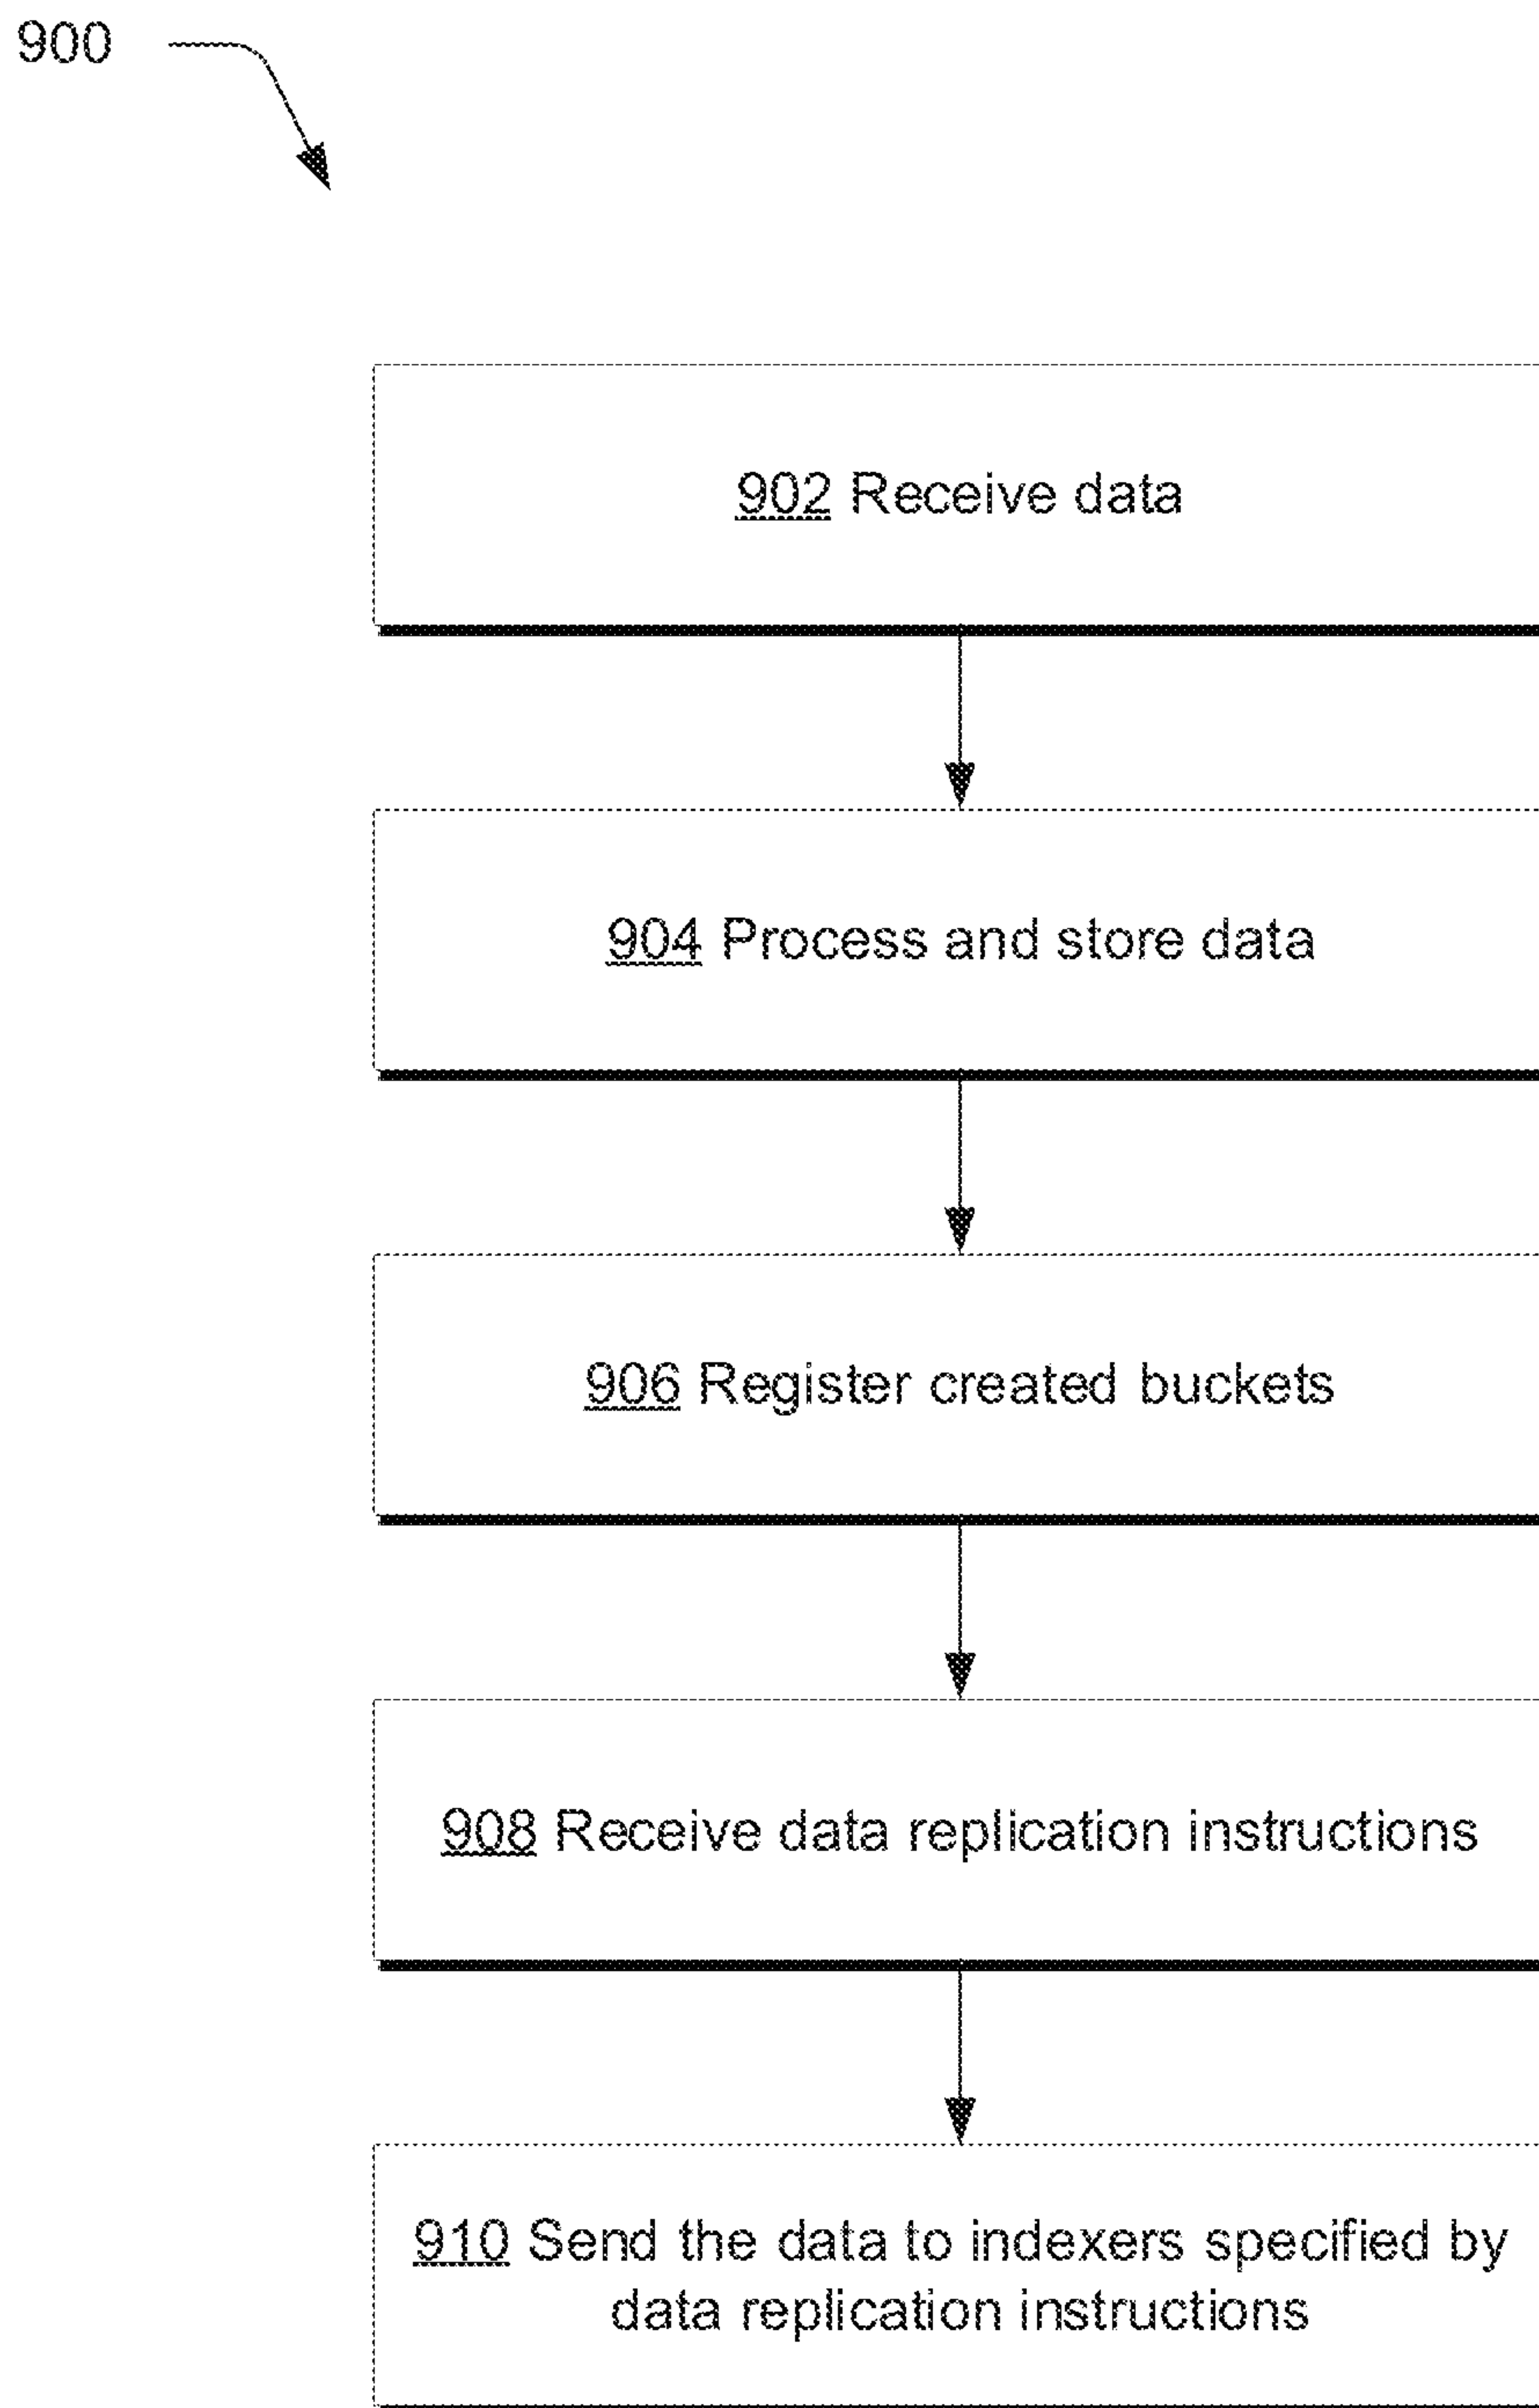 900
902 Receive data
904 Process and store data
906 Register created buckets
908 Receive data replication instructions
910 Send the data to indexers specified by
data replication instructions